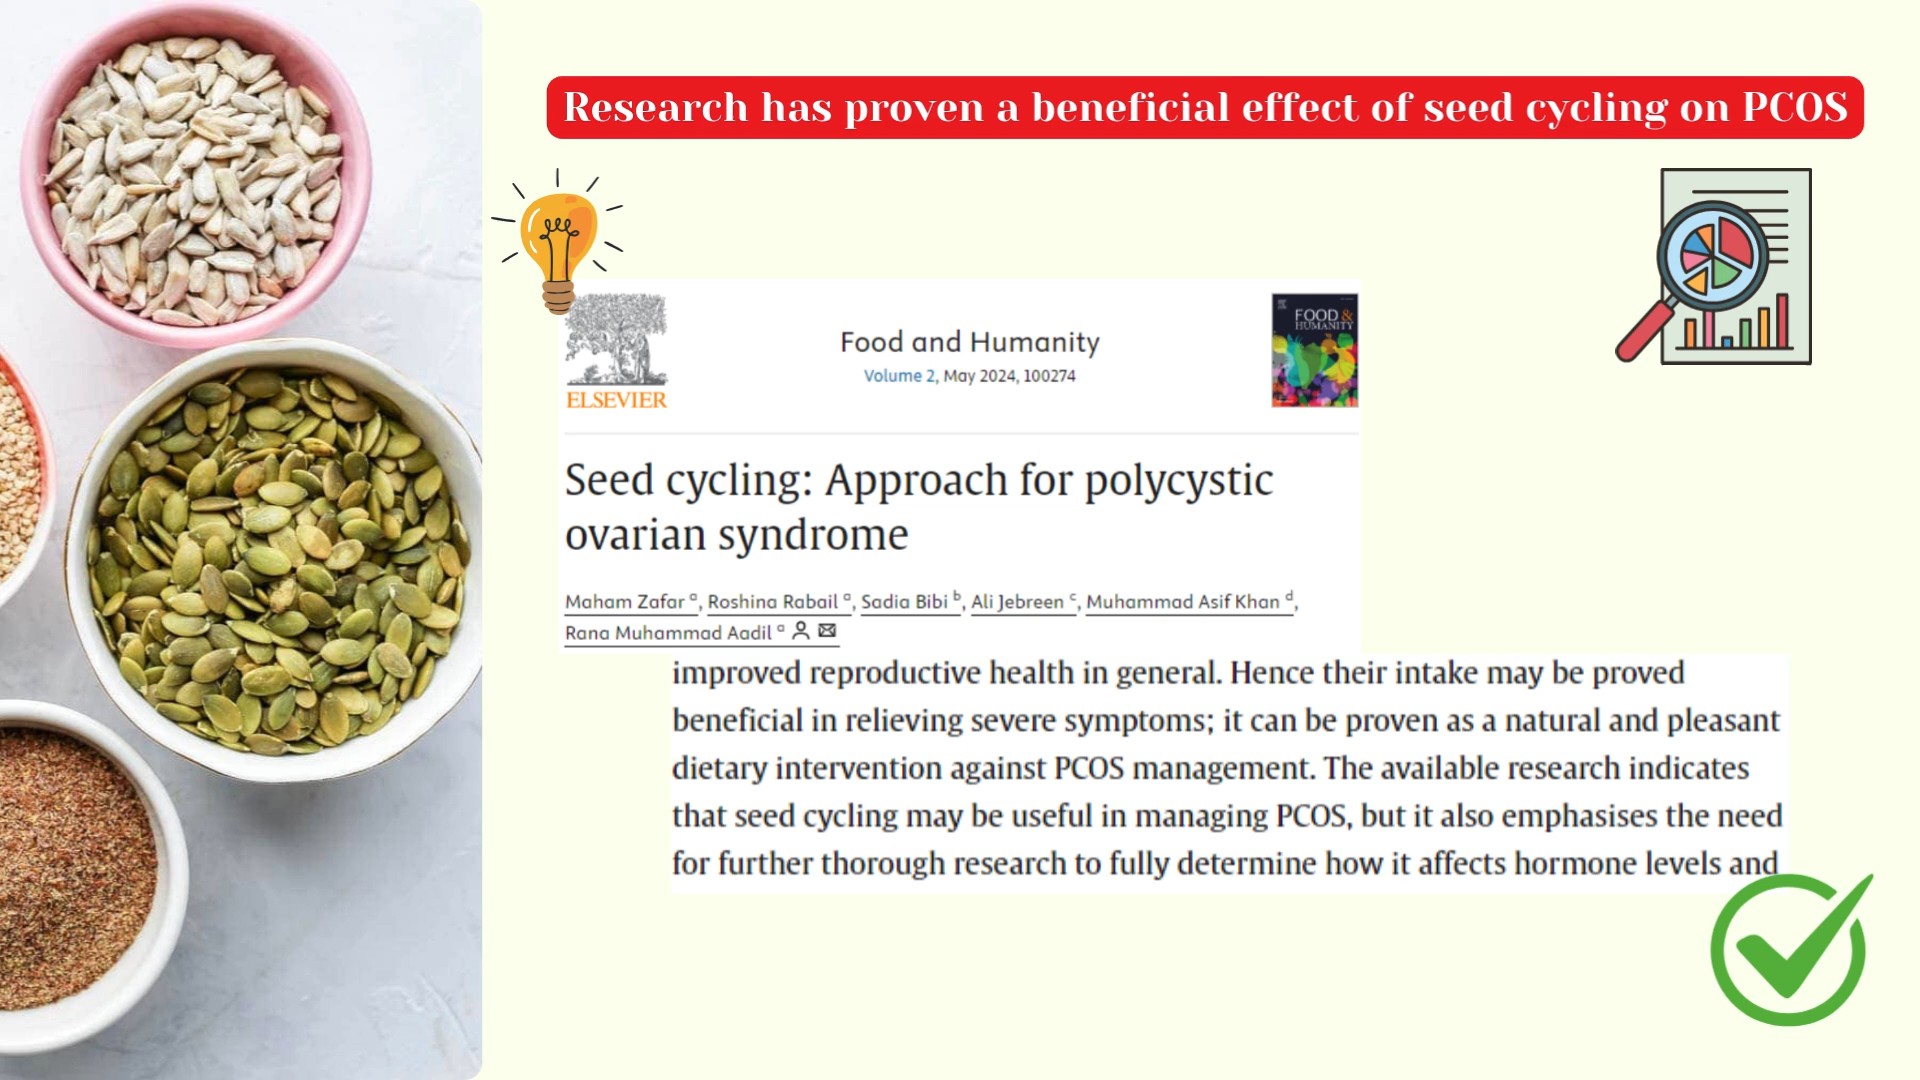 Research has proven a beneficial effect of seed cycling on PCOS
FOOD &
HUMANITY
Food and Humanity
Volume 2, May 2024, 100274
ELSEVIER
Seed cycling: Approach for polycystic
ovarian syndrome
Maham Zafar a, Roshina Rabail a, Sadia Bibi b, Ali Jebreen c, Muhammad Asif Khan d,
Rana Muhammad Aadil a
improved reproductive health in general. Hence their intake may be proved
beneficial in relieving severe symptoms; it can be proven as a natural and pleasant
dietary intervention against PCOS management. The available research indicates
that seed cycling may be useful in managing PCOS, but it also emphasises the need
for further thorough research to fully determine how it affects hormone levels and